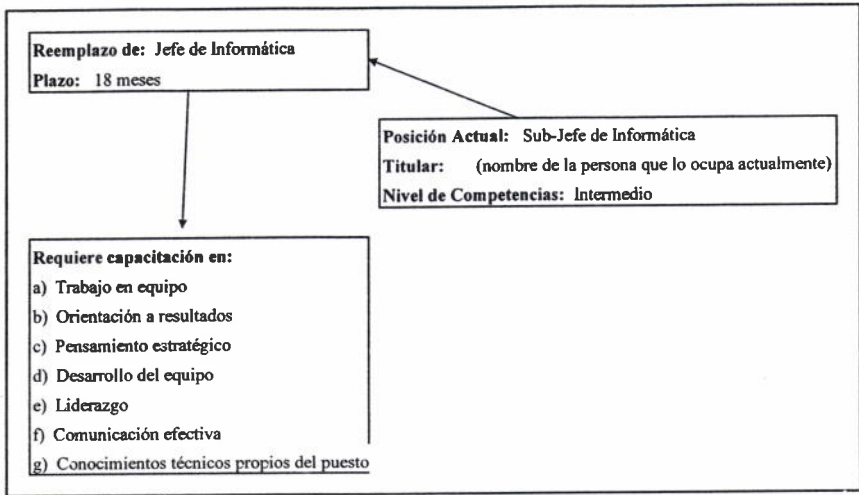 Reemplazo de: Jefe de Informática
Plazo: 18 meses
Posición Actual: Sub-Jefe de Informática
Titular: (nombre de la persona que lo ocupa actualmente)
Nivel de Competencias: Intermedio
Requiere capacitación en:
a) Trabajo en equipo
b) Orientación a resultados
c) Pensamiento estratégico
d) Desarrollo del equipo
e) Liderazgo
f) Comunicación efectiva
g) Conocimientos técnicos propios del puesto